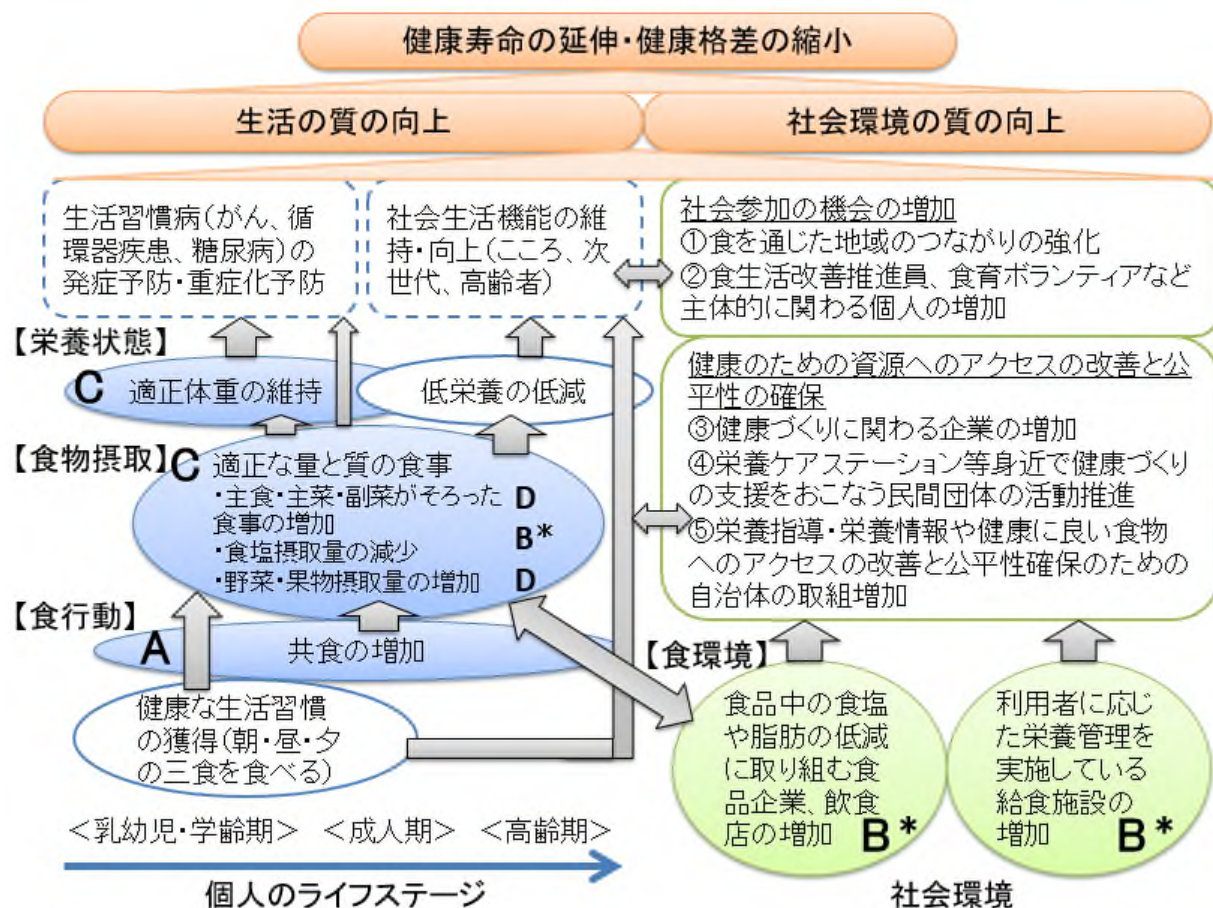 健康寿命の延伸・健康格差の縮小
生活の質の向上
社会環境の質の向上
生活習慣病(がん、循
環器疾患、糖尿病)の
発症予防・重症化予防
社会生活機能の維
持・向上(こころ、次
世代、高齢者)
社会参加の機会の増加
①食を通じた地域のつながりの強化
②食生活改善推進員、食育ボランティアなど
主体的に関わる個人の増加
【栄養状態】
C 適正体重の維持
低栄養の低減
健康のための資源へのアクセスの改善と公
平性の確保
③健康づくりに関わる企業の増加
④栄養ケアステーション等身近で健康づくり
の支援をおこなう民間団体の活動推進
⑤栄養指導・栄養情報や健康に良い食物
へのアクセスの改善と公平性確保のための
自治体の取組増加
【食物摂取】
C 適正な量と質の食事
・主食・主菜・副菜がそろった D
食事の増加
・食塩摂取量の減少 B*
・野菜・果物摂取量の増加 D
【食行動】
A 共食の増加
健康な生活習慣
の獲得(朝・昼・夕
の三食を食べる)
【食環境】
食品中の食塩
や脂肪の低減
に取り組む食
品企業、飲食
店の増加 B*
利用者に応じ
た栄養管理を
実施している
給食施設の
増加 B*
<乳幼児・学齢期> <成人期> <高齢期>
個人のライフステージ
社会環境